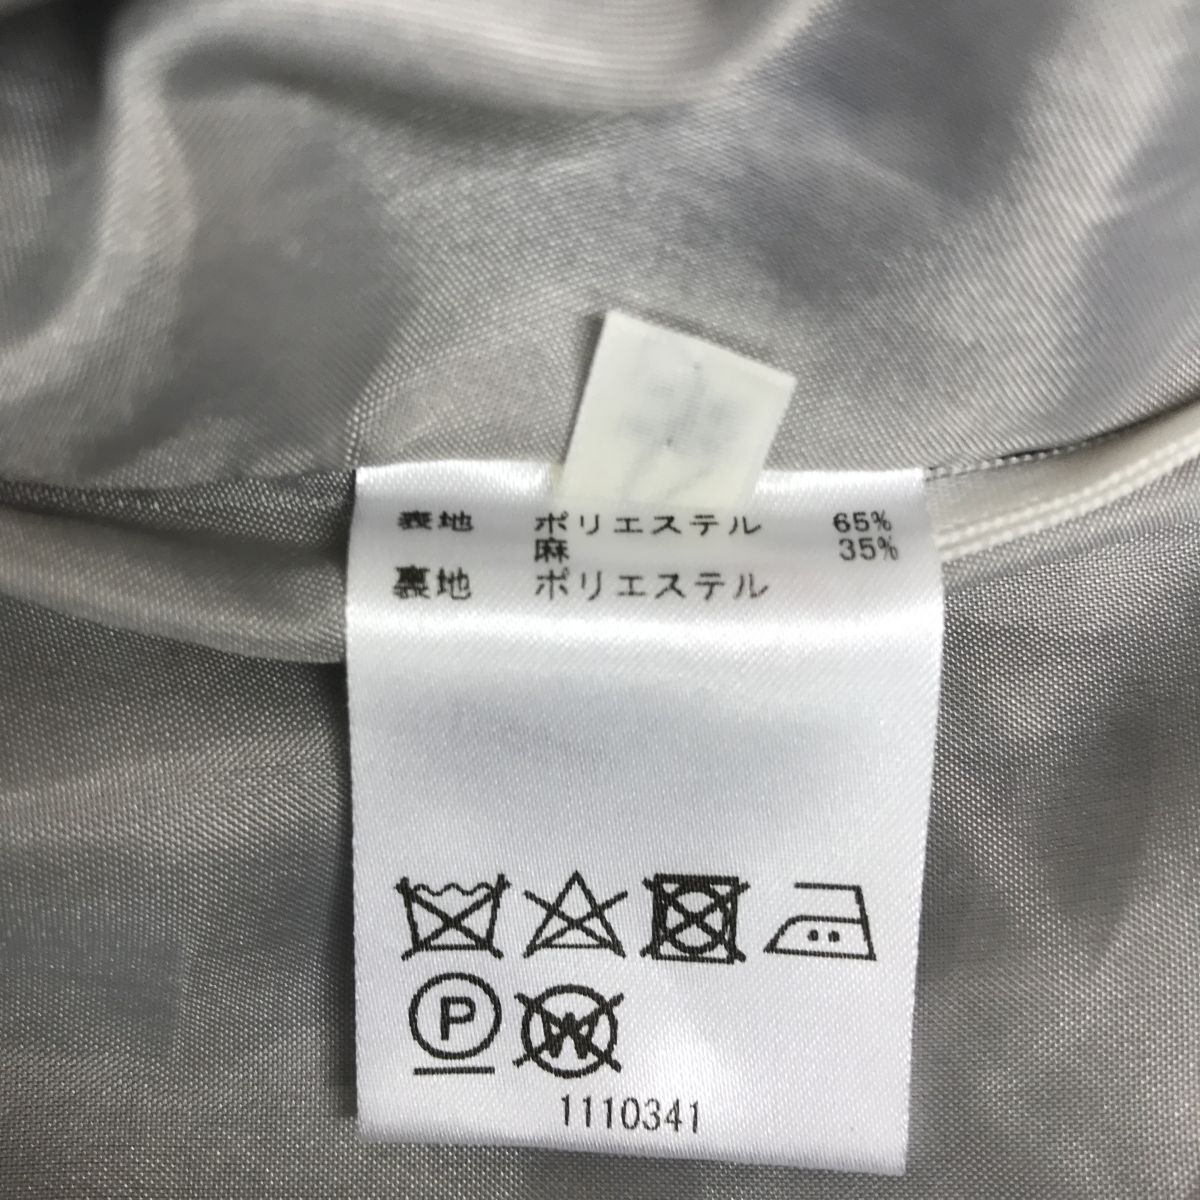 表地 ポリエステル 65%
麻 35%
裏地 ポリエステル
P
W
1110341